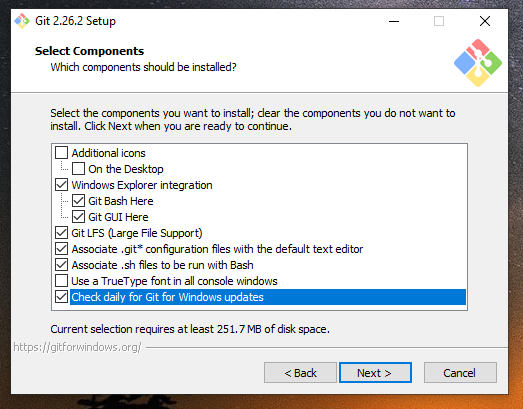 Git 2.26.2 Setup
Select Components
Which components should be installed?
Select the components you want to install; clear the components you do not want to
install. Click Next when you are ready to continue.
Additional icons
On the Desktop
Windows Explorer integration
Git Bash Here
Git GUI Here
Git LFS (Large File Support)
Associate .git* configuration files with the default text editor
Associate .sh files to be run with Bash
Use a TrueType font in all console windows
Check daily for Git for Windows updates
Current selection requires at least 251.7 MB of disk space.
https://gitforwindows.org/
< Back
Next >
Cancel